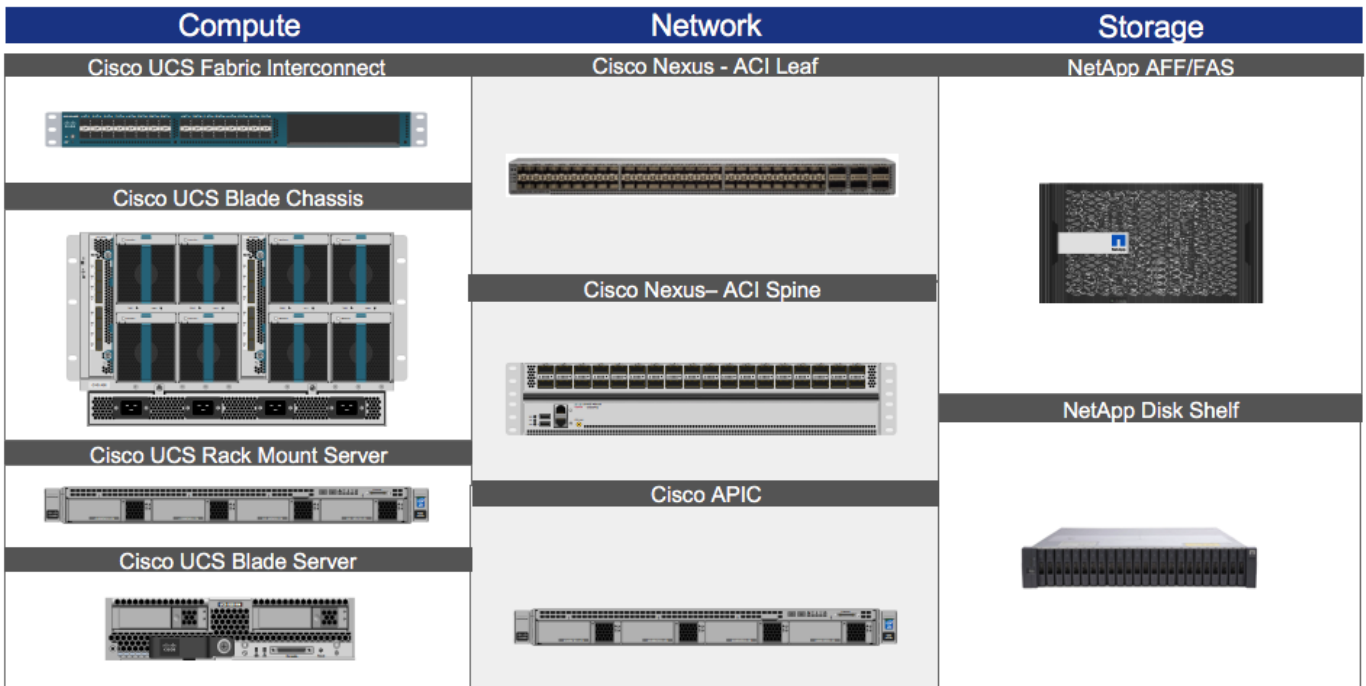 Compute
Network
Storage
Cisco UCS Fabric Interconnect
Cisco Nexus - ACI Leaf
NetApp AFF/FAS
Cisco UCS Blade Chassis
Cisco Nexus– ACI Spine
NetApp Disk Shelf
Cisco UCS Rack Mount Server
Cisco APIC
Cisco UCS Blade Server